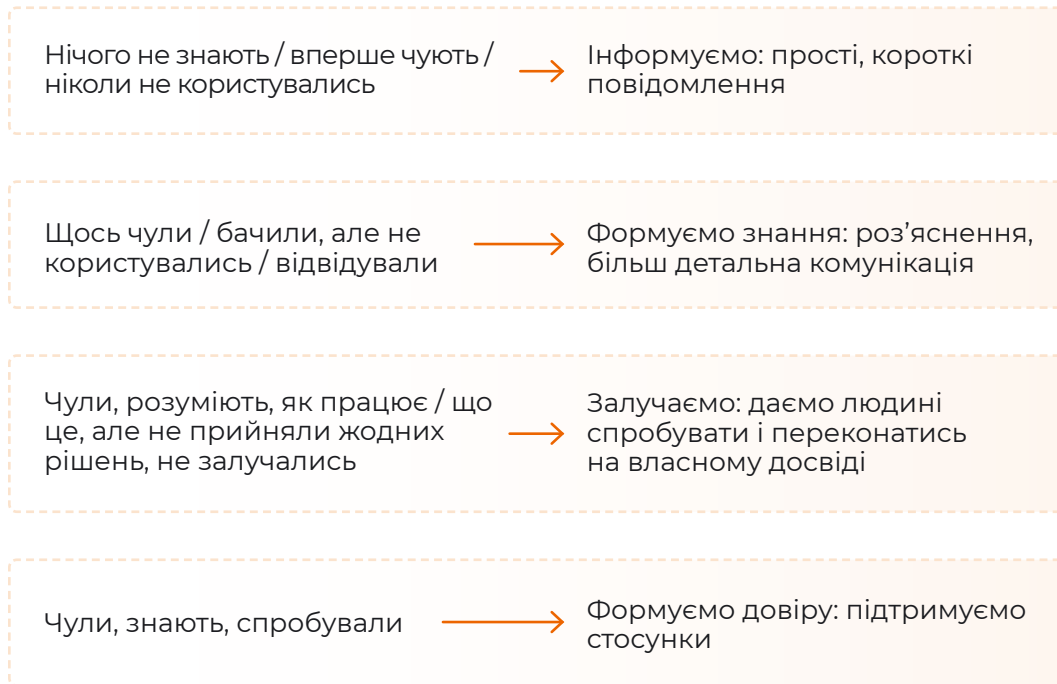 Нічого не знають / вперше чують /
ніколи не користувались
Інформуємо: прості, короткі
повідомлення
Щось чули / бачили, але не
користувались / відвідували
Формуємо знання: роз’яснення,
більш детальна комунікація
Чули, розуміють, як працює / що
це, але не прийняли жодних
рішень, не залучались
Залучаємо: даємо людині
спробувати і переконатись
на власному досвіді
Чули, знають, спробували
Формуємо довіру: підтримуємо
стосунки